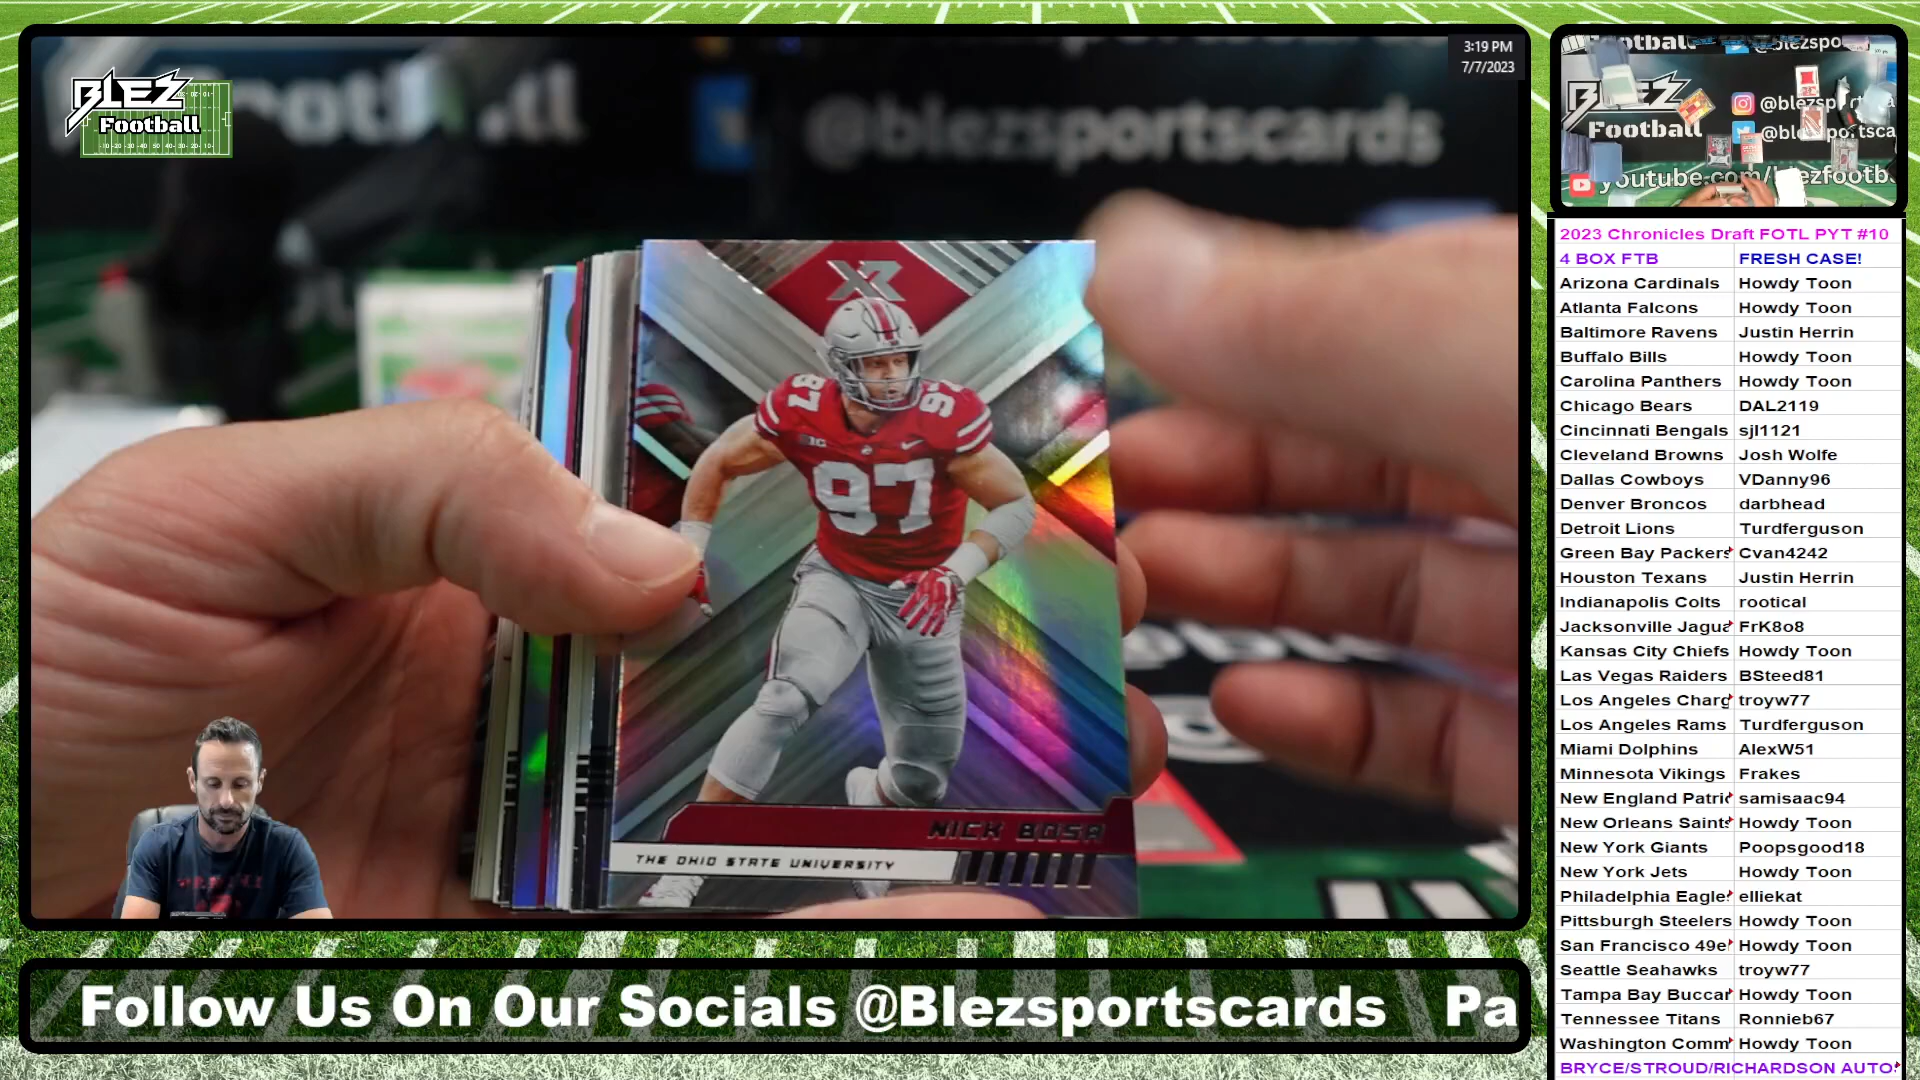 BLEZ
Football
@blezsportscards
3:19 PM
7/7/2023
XR
97
97
97
NICK BOSA
THE OHIO STATE UNIVERSITY
Follow Us On Our Socials @Blezsportscards Pa
Football
BLEZ
Football
youtube.com/blezfootb
2023 Chronicles Draft FOTL PYT #10
4 BOX FTB FRESH CASE!
Arizona Cardinals Howdy Toon
Atlanta Falcons Howdy Toon
Baltimore Ravens Justin Herrin
Buffalo Bills Howdy Toon
Carolina Panthers Howdy Toon
Chicago Bears DAL2119
Cincinnati Bengals sjl1121
Cleveland Browns Josh Wolfe
Dallas Cowboys VDanny96
Denver Broncos darbhead
Detroit Lions Turdferguson
Green Bay Packers Cvan4242
Houston Texans Justin Herrin
Indianapolis Colts rootical
Jacksonville Jagua FrK8o8
Kansas City Chiefs Howdy Toon
Las Vegas Raiders BSteed81
Los Angeles Charg troyw77
Los Angeles Rams Turdferguson
Miami Dolphins AlexW51
Minnesota Vikings Frakes
New England Patric samisaac94
New Orleans Saints Howdy Toon
New York Giants Poopsgood18
New York Jets Howdy Toon
Philadelphia Eagle elliekat
Pittsburgh Steelers Howdy Toon
San Francisco 49e Howdy Toon
Seattle Seahawks troyw77
Tampa Bay Buccar Howdy Toon
Tennessee Titans Ronnieb67
Washington Comm Howdy Toon
BRYCE/STROUD/RICHARDSON AUTO